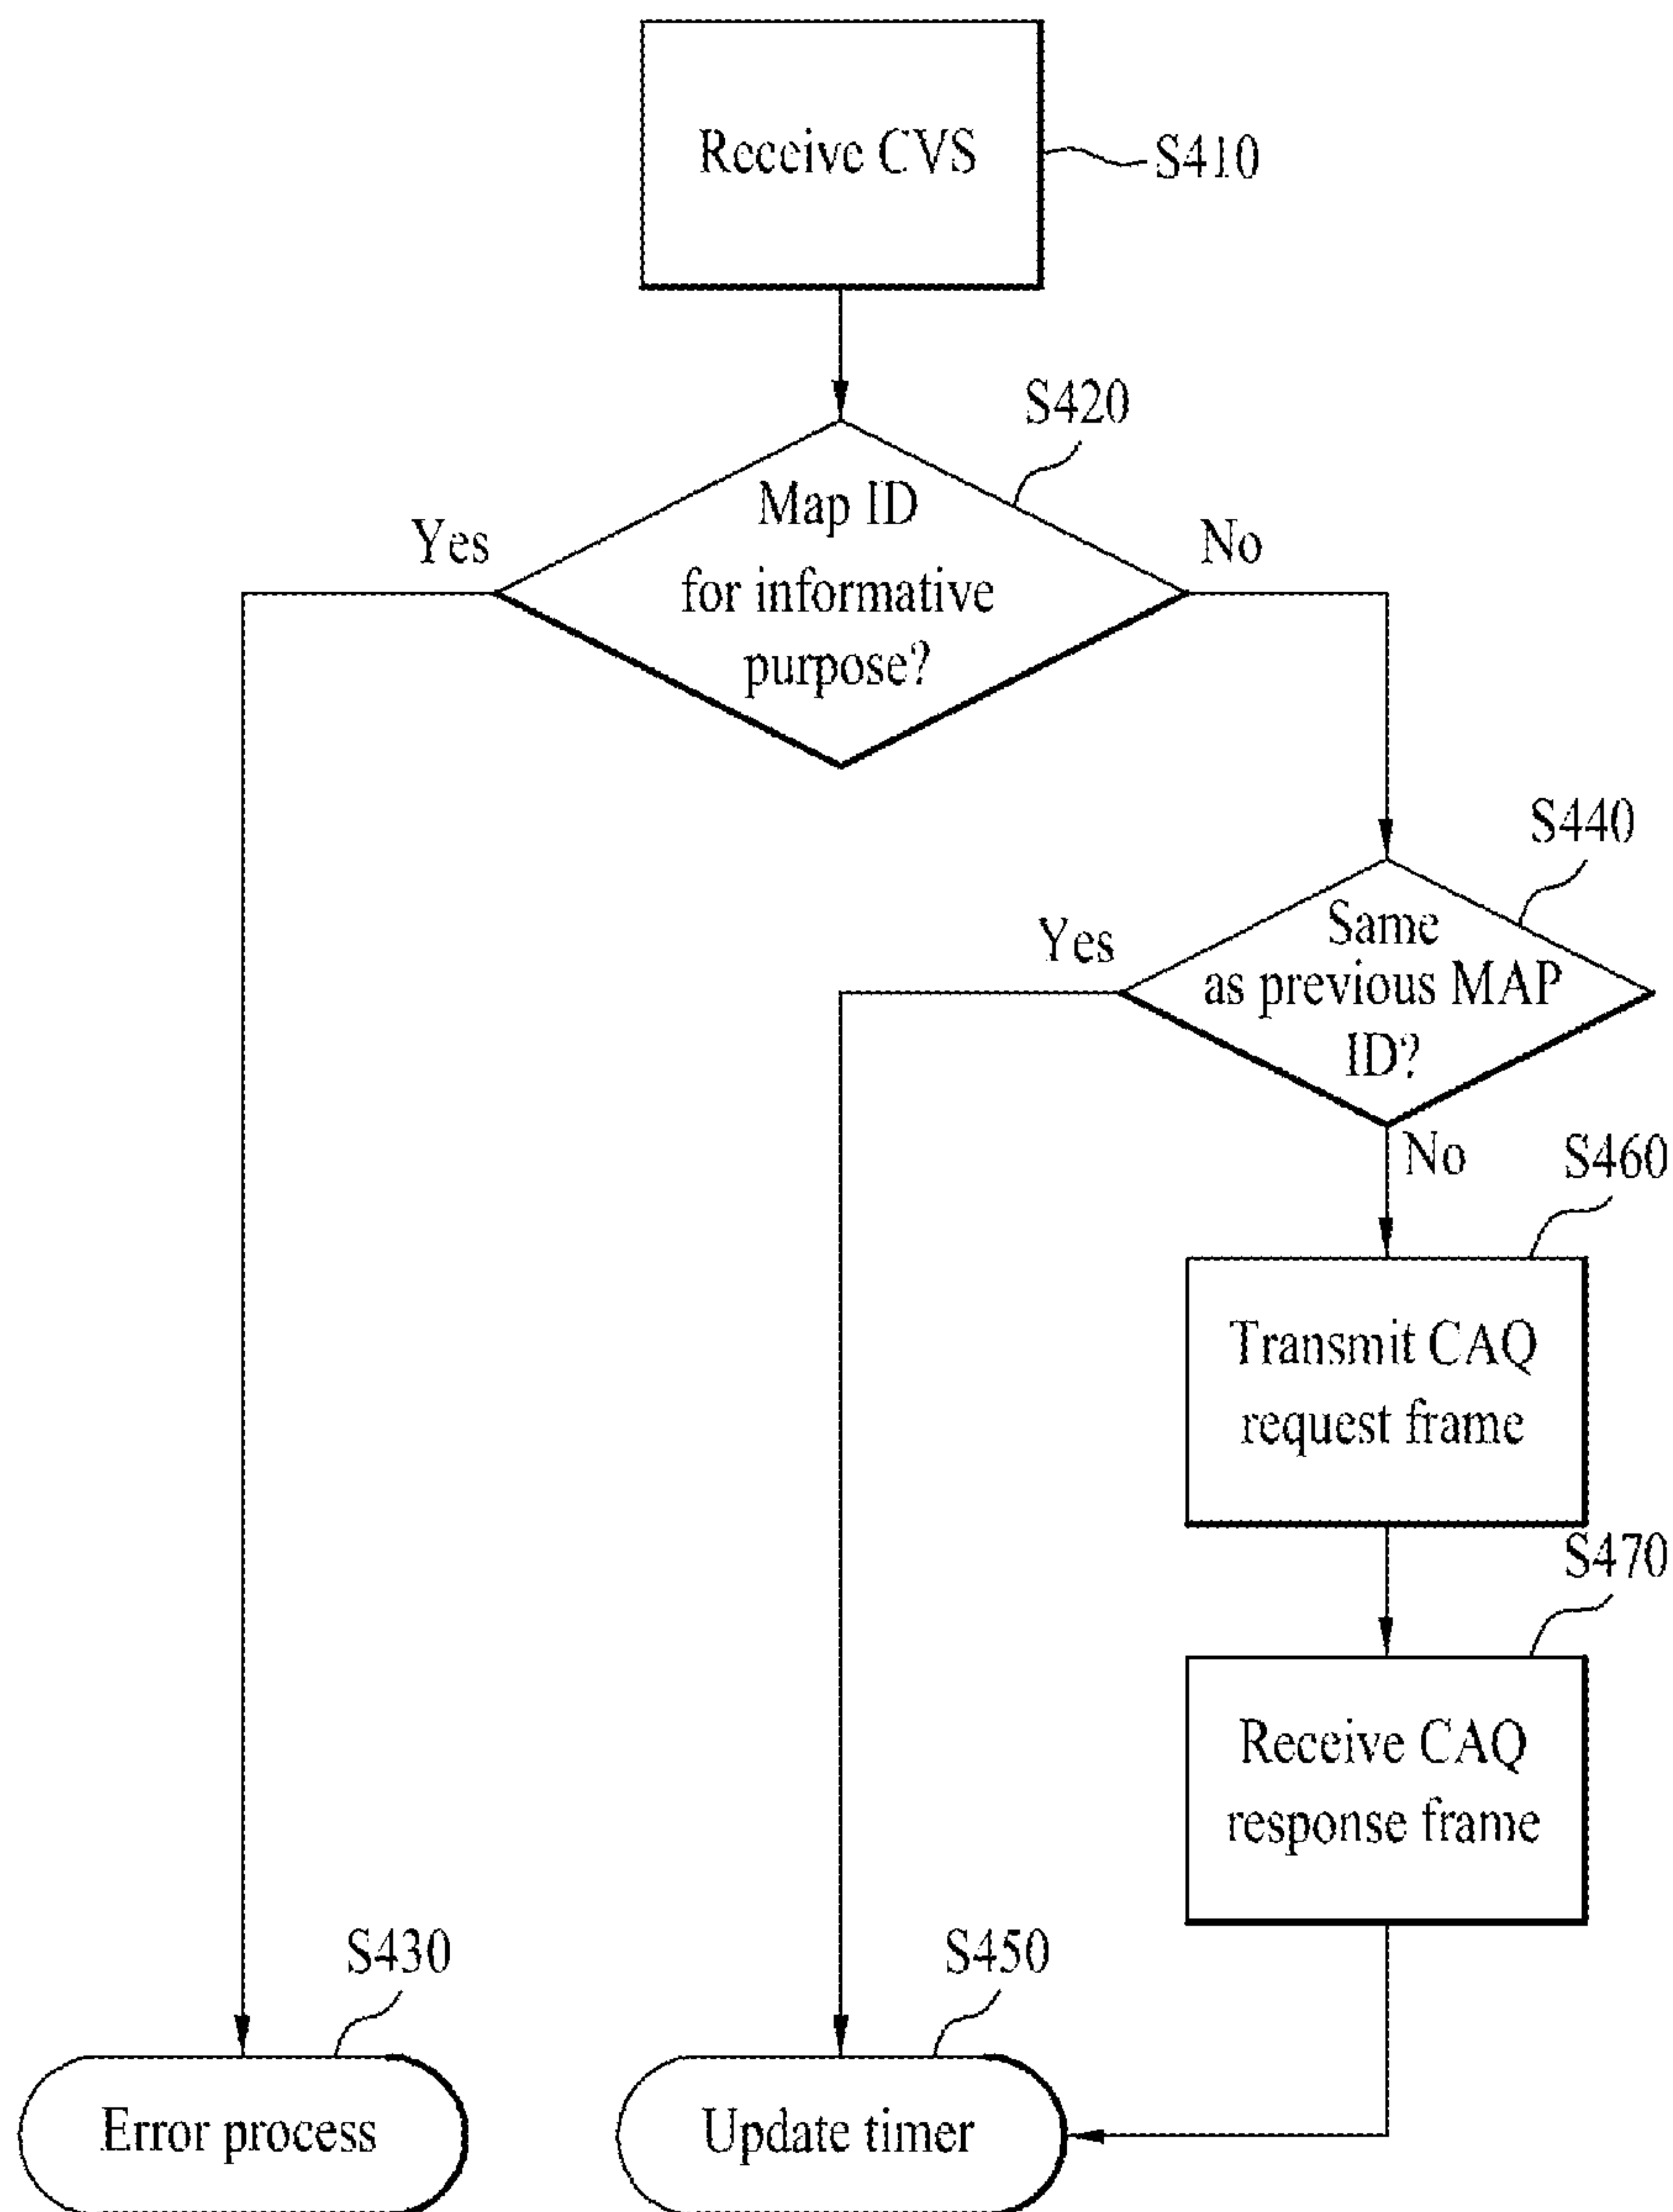 Receive CVS
S410
S420
Map ID
for informative
purpose?
Yes
No
S440
Same
as previous MAP
ID?
Yes
No
S460
Transmit CAQ
request frame
S470
Receive CAQ
response frame
S430
Error process
S450
Update timer